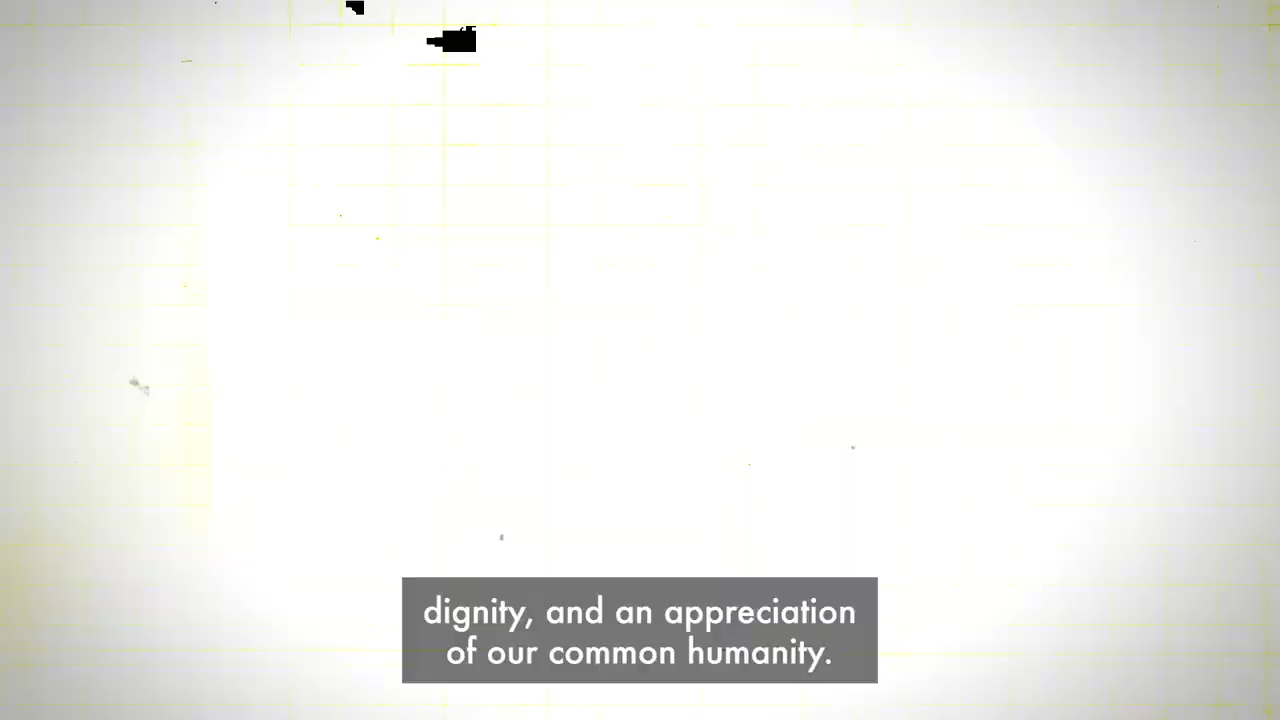 dignity, and an appreciation
of our common humanity.